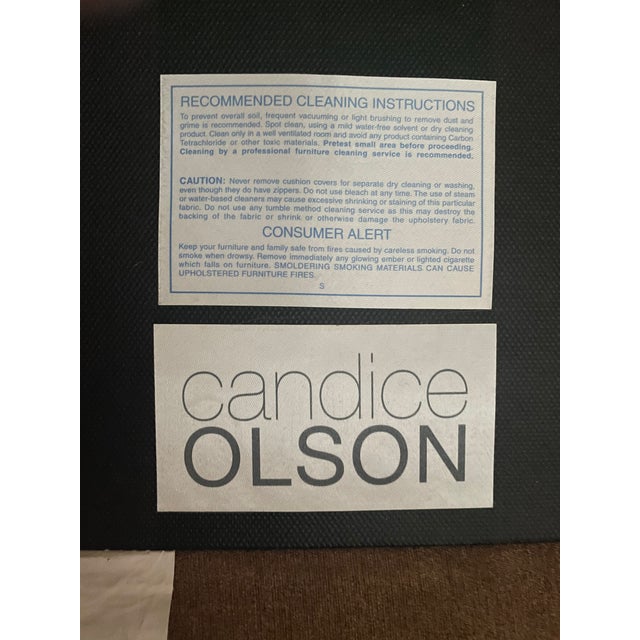 RECOMMENDED CLEANING INSTRUCTIONS
To prevent overall soil, frequent vacuuming or light brushing to remove dust and
grime is recommended. Spot clean, using a mild water-free solvent or dry cleaning
product. Clean only in a well ventilated room and avoid any product containing Carbon
Tetrachloride or other toxic materials. Pretest small area before proceeding.
Cleaning by a professional furniture cleaning service is recommended.
CAUTION: Never remove cushion covers for separate dry cleaning or washing,
even though they do have zippers. Do not use bleach at any time. The use of steam
or water-based cleaners may cause excessive shrinking or staining of this particular
fabric. Do not use any tumble method cleaning service as this may destroy the
backing of the fabric or shrink or otherwise damage the upholstery fabric.
CONSUMER ALERT
Keep your furniture and family safe from fires caused by careless smoking. Do not
smoke when drowsy. Remove immediately any glowing ember or lighted cigarette
which falls on furniture. SMOLDERING SMOKING MATERIALS CAN CAUSE
UPHOLSTERED FURNITURE FIRES.
S
candice
OLSON